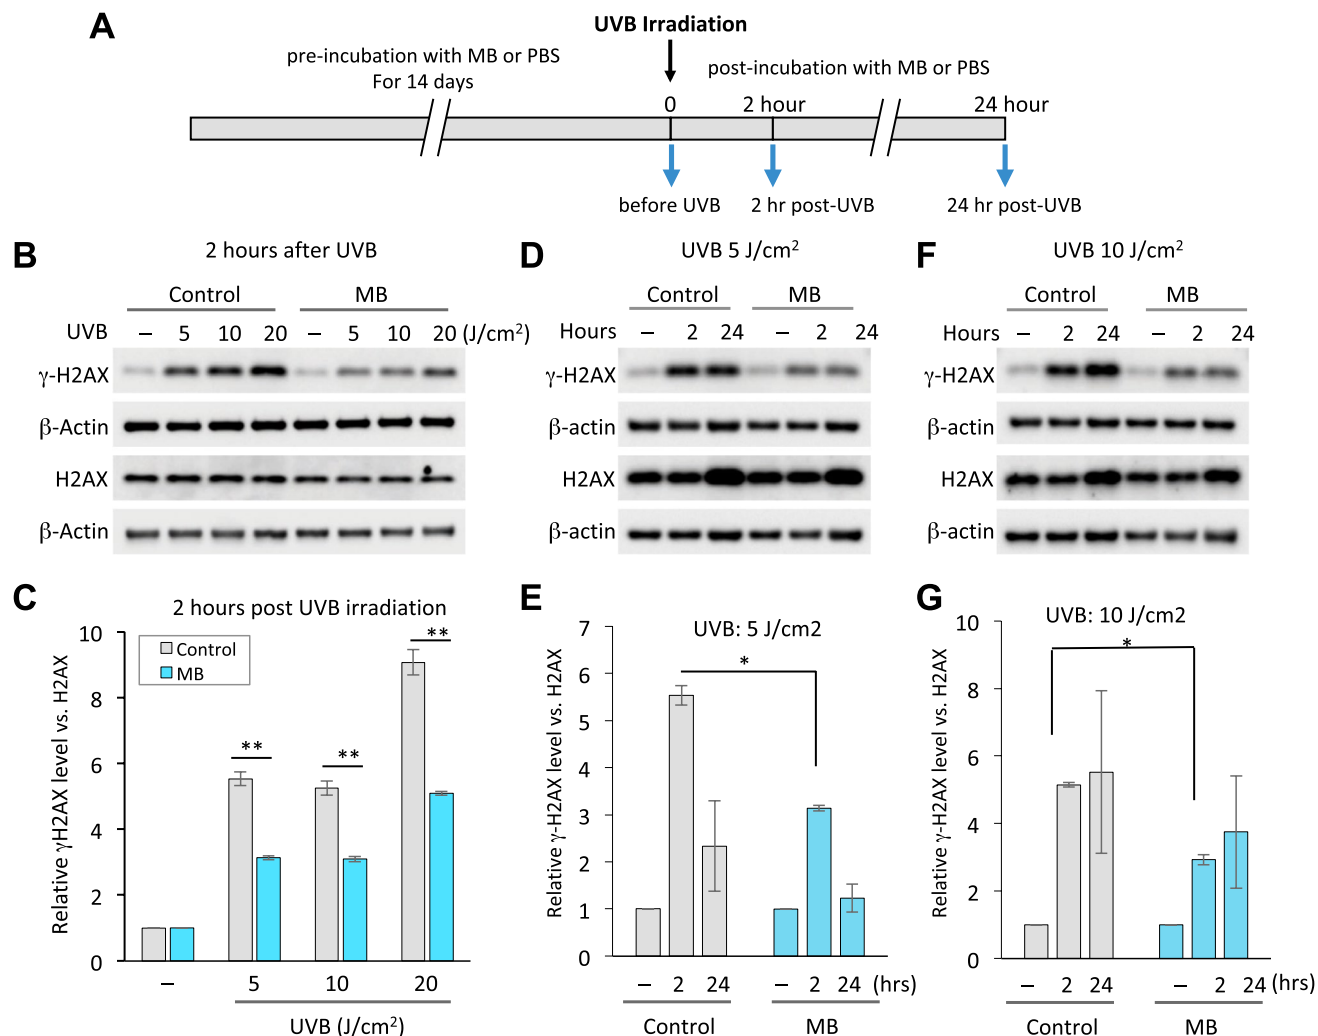 A
UVB Irradiation
pre-incubation with MB or PBS
For 14 days
post-incubation with MB or PBS
0 2 hour 24 hour
before UVB 2 hr post-UVB 24 hr post-UVB
B 2 hours after UVB
Control MB
UVB – 5 10 20 – 5 10 20 (J/cm²)
γ-H2AX
β-Actin
H2AX
β-Actin
D UVB 5 J/cm²
Control MB
Hours – 2 24 – 2 24
γ-H2AX
β-actin
H2AX
β-actin
F UVB 10 J/cm²
Control MB
Hours – 2 24 – 2 24
γ-H2AX
β-actin
H2AX
β-actin
C 2 hours post UVB irradiation
Control
MB
** ** **
Relative γH2AX level vs. H2AX
10
8
6
4
2
0
– 5 10 20
UVB (J/cm²)
E UVB: 5 J/cm2
*
Relative γ-H2AX level vs. H2AX
7
6
5
4
3
2
1
0
– 2 24 – 2 24 (hrs)
Control MB
G UVB: 10 J/cm2
*
Relative γ-H2AX level vs. H2AX
10
8
6
4
2
0
– 2 24 – 2 24 (hrs)
Control MB